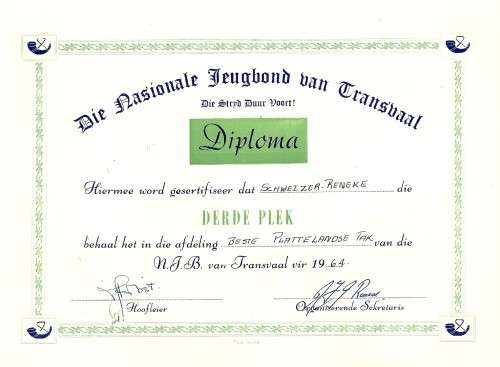 Die Nasionale Jeugbond van Transvaal
Die Stryd Duur Voort!
Diploma
Hiermee word gesertifiseer dat SCHWEIZER-RENEKE die
DERDE PLEK
behaal het in die afdeling BESTE PLATTELANDSE TAK van die
N.J.B. van Transvaal vir 1964.
Hoofleier
Organiserende Sekretaris